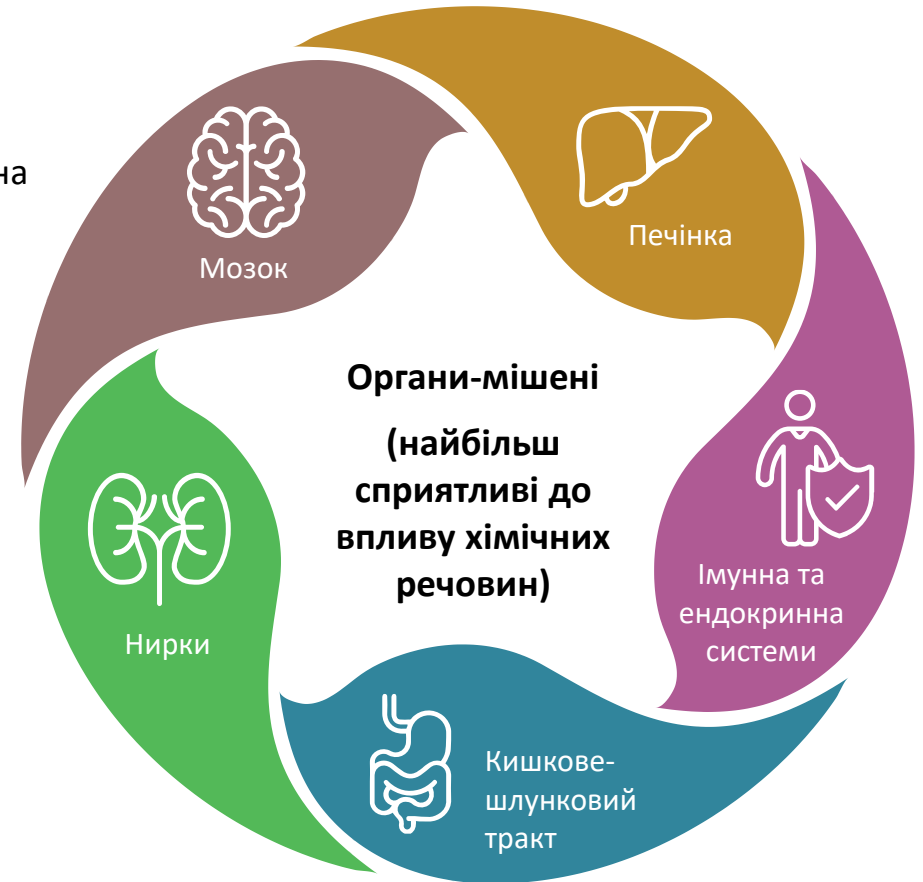 на
Мозок
Печінка
Органи-мішені
(найбільш
сприятливі до
впливу хімічних
речовин)
Імунна та
ендокринна
системи
Нирки
Кишкове-
шлунковий
тракт